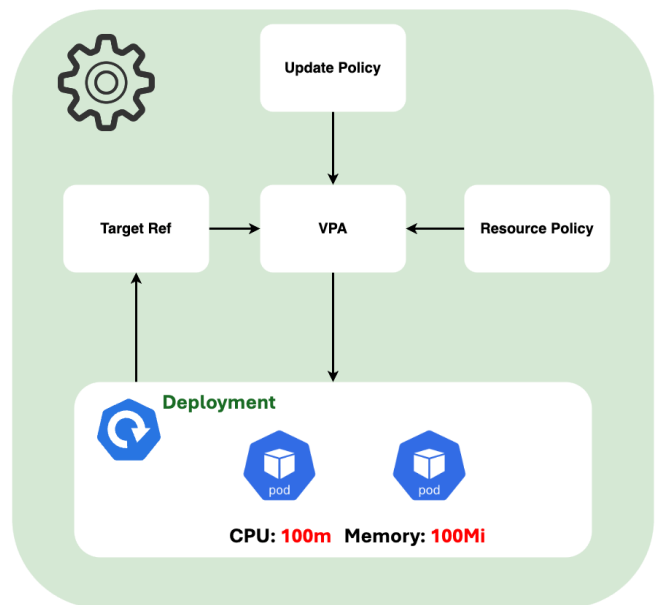 Update Policy
Target Ref
VPA
Resource Policy
Deployment
pod
pod
CPU: 100m Memory: 100Mi